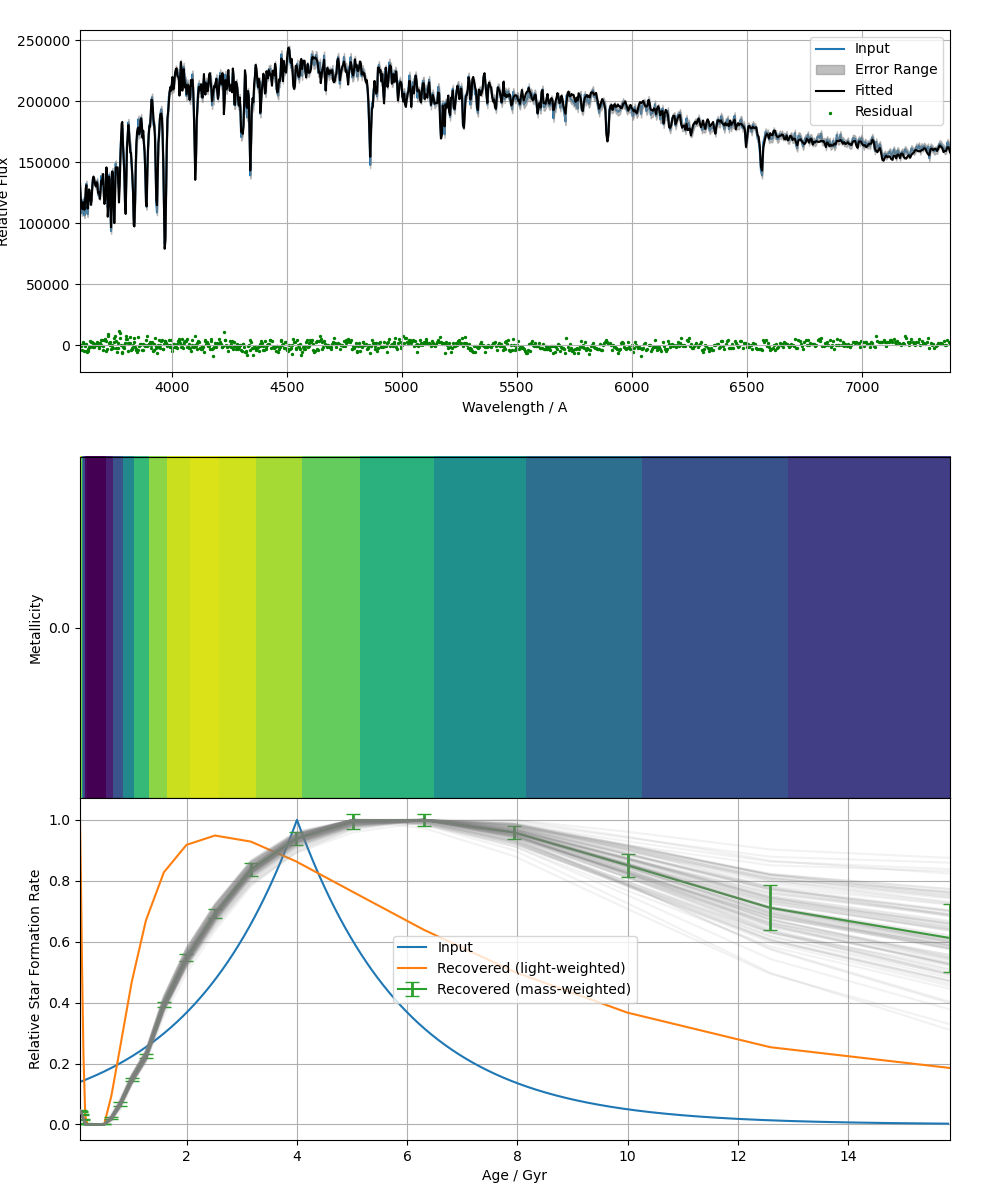 250000
200000
150000
100000
50000
0
Relative Flux
Input
Error Range
Fitted
Residual
4000 4500 5000 5500 6000 6500 7000
Wavelength / A
Metallicity
0.0
1.0
0.8
0.6
0.4
0.2
0.0
Relative Star Formation Rate
Input
Recovered (light-weighted)
Recovered (mass-weighted)
2 4 6 8 10 12 14
Age / Gyr